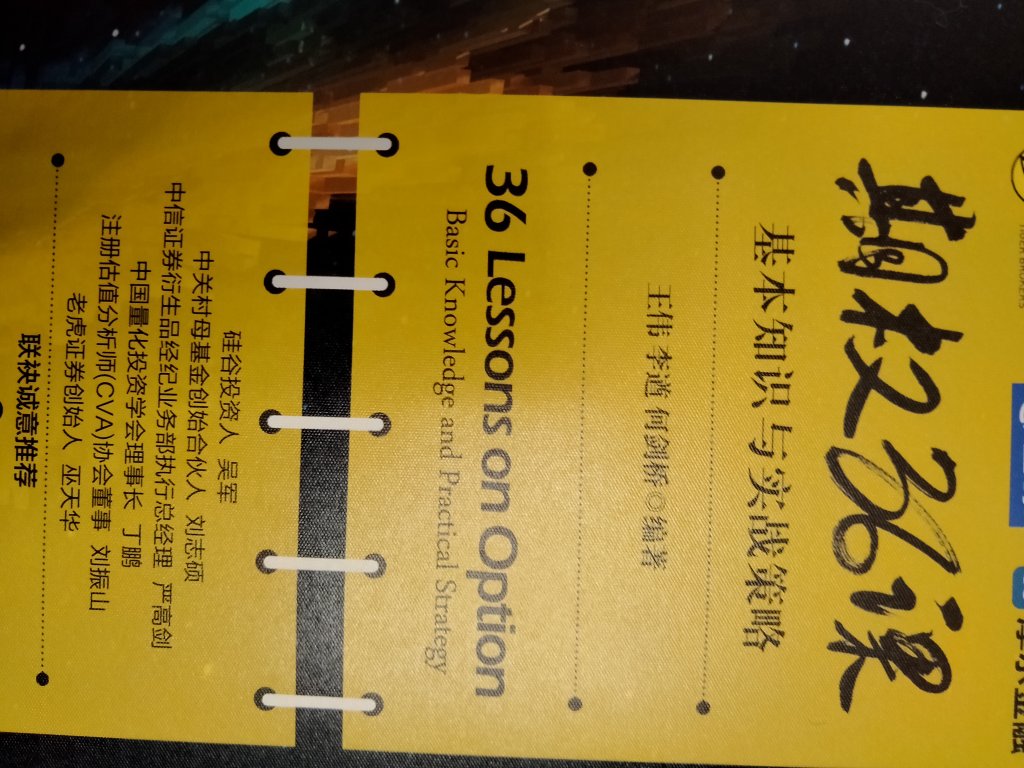 期权36课
基本知识与实战策略
王伟 李遒 何剑桥◎编著
36 Lessons on Option
Basic Knowledge and Practical Strategy
硅谷投资人 吴军
中关村母基金创始合伙人 刘志硕
中信证券衍生品经纪业务部执行总经理 严高剑
中国量化投资学会理事长 丁鹏
注册估值分析师(CVA)协会董事 刘振山
老虎证券创始人 巫天华
联袂诚意推荐